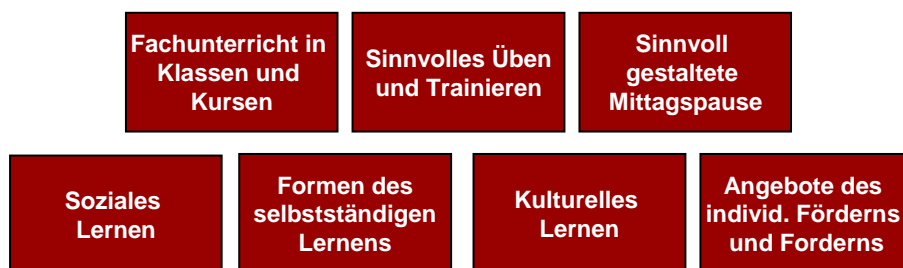 Fachunterricht in
Klassen und
Kursen
Sinnvolles Üben
und Trainieren
Sinnvoll
gestaltete
Mittagspause
Soziales
Lernen
Formen des
selbstständigen
Lernens
Kulturelles
Lernen
Angebote des
individ. Förderns
und Forderns